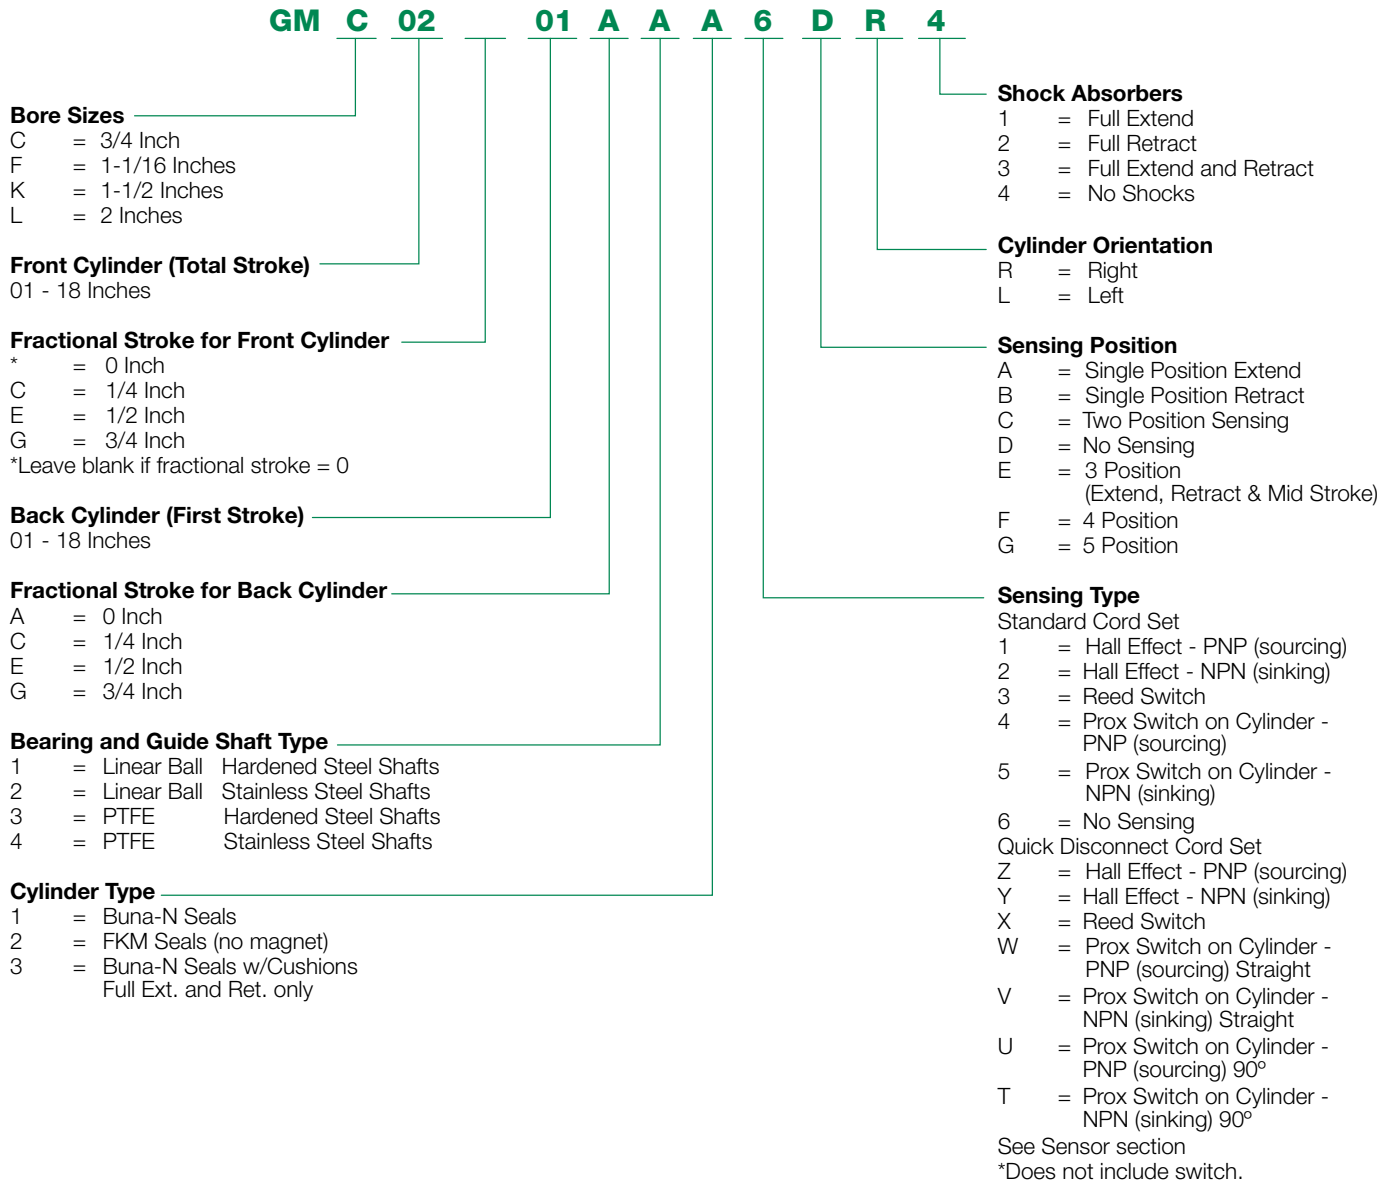 GM C 02 01 A A A 6 D R 4
Bore Sizes
C = 3/4 Inch
F = 1-1/16 Inches
K = 1-1/2 Inches
L = 2 Inches
Front Cylinder (Total Stroke)
01 - 18 Inches
Fractional Stroke for Front Cylinder
* = 0 Inch
C = 1/4 Inch
E = 1/2 Inch
G = 3/4 Inch
*Leave blank if fractional stroke = 0
Back Cylinder (First Stroke)
01 - 18 Inches
Fractional Stroke for Back Cylinder
A = 0 Inch
C = 1/4 Inch
E = 1/2 Inch
G = 3/4 Inch
Bearing and Guide Shaft Type
1 = Linear Ball Hardened Steel Shafts
2 = Linear Ball Stainless Steel Shafts
3 = PTFE Hardened Steel Shafts
4 = PTFE Stainless Steel Shafts
Cylinder Type
1 = Buna-N Seals
2 = FKM Seals (no magnet)
3 = Buna-N Seals w/Cushions
Full Ext. and Ret. only
Shock Absorbers
1 = Full Extend
2 = Full Retract
3 = Full Extend and Retract
4 = No Shocks
Cylinder Orientation
R = Right
L = Left
Sensing Position
A = Single Position Extend
B = Single Position Retract
C = Two Position Sensing
D = No Sensing
E = 3 Position
(Extend, Retract & Mid Stroke)
F = 4 Position
G = 5 Position
Sensing Type
Standard Cord Set
1 = Hall Effect - PNP (sourcing)
2 = Hall Effect - NPN (sinking)
3 = Reed Switch
4 = Prox Switch on Cylinder -
PNP (sourcing)
5 = Prox Switch on Cylinder -
NPN (sinking)
6 = No Sensing
Quick Disconnect Cord Set
Z = Hall Effect - PNP (sourcing)
Y = Hall Effect - NPN (sinking)
X = Reed Switch
W = Prox Switch on Cylinder -
PNP (sourcing) Straight
V = Prox Switch on Cylinder -
NPN (sinking) Straight
U = Prox Switch on Cylinder -
PNP (sourcing) 90º
T = Prox Switch on Cylinder -
NPN (sinking) 90º
See Sensor section
*Does not include switch.